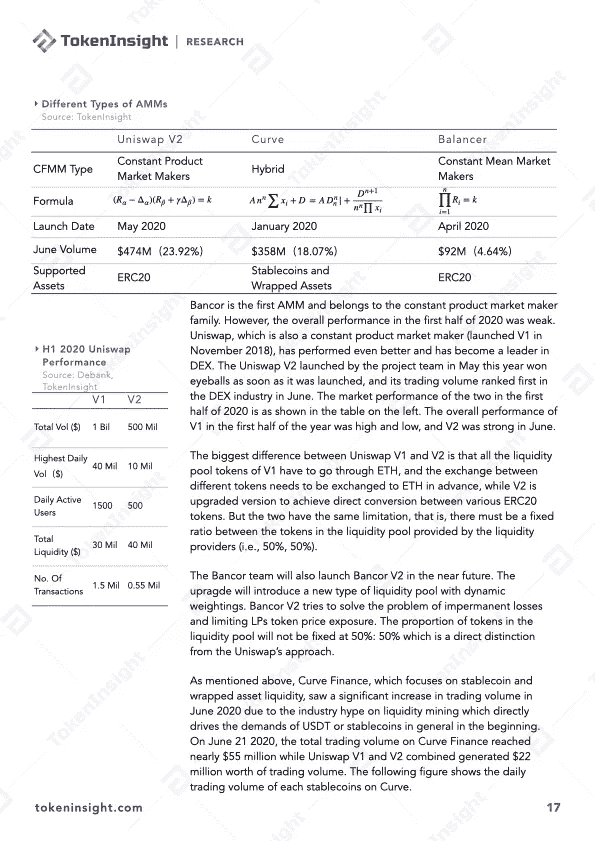 TokenInsight | RESEARCH
Different Types of AMMs
Source: TokenInsight
Uniswap V2 Curve Balancer
CFMM Type Constant Product Market Makers Hybrid Constant Mean Market Makers
Formula (Rα − Δα)(Rβ + γΔβ) = k Anⁿ∑xᵢ + D = ADₙⁿ| + Dⁿ⁺¹/nⁿ∏xᵢ ∏ⁿᵢ₌₁ Rᵢ = k
Launch Date May 2020 January 2020 April 2020
June Volume $474M (23.92%) $358M (18.07%) $92M (4.64%)
Supported Assets ERC20 Stablecoins and Wrapped Assets ERC20
Bancor is the first AMM and belongs to the constant product market maker
family. However, the overall performance in the first half of 2020 was weak.
Uniswap, which is also a constant product market maker (launched V1 in
November 2018), has performed even better and has become a leader in
DEX. The Uniswap V2 launched by the project team in May this year won
eyeballs as soon as it was launched, and its trading volume ranked first in
the DEX industry in June. The market performance of the two in the first
half of 2020 is as shown in the table on the left. The overall performance of
V1 in the first half of the year was high and low, and V2 was strong in June.
H1 2020 Uniswap
Performance
Source: Debank,
TokenInsight
V1 V2
Total Vol ($) 1 Bil 500 Mil
Highest Daily Vol ($) 40 Mil 10 Mil
Daily Active Users 1500 500
Total Liquidity ($) 30 Mil 40 Mil
No. Of Transactions 1.5 Mil 0.55 Mil
The biggest difference between Uniswap V1 and V2 is that all the liquidity
pool tokens of V1 have to go through ETH, and the exchange between
different tokens needs to be exchanged to ETH in advance, while V2 is
upgraded version to achieve direct conversion between various ERC20
tokens. But the two have the same limitation, that is, there must be a fixed
ratio between the tokens in the liquidity pool provided by the liquidity
providers (i.e., 50%, 50%).
The Bancor team will also launch Bancor V2 in the near future. The
upragde will introduce a new type of liquidity pool with dynamic
weightings. Bancor V2 tries to solve the problem of impermanent losses
and limiting LPs token price exposure. The proportion of tokens in the
liquidity pool will not be fixed at 50%: 50% which is a direct distinction
from the Uniswap's approach.
As mentioned above, Curve Finance, which focuses on stablecoin and
wrapped asset liquidity, saw a significant increase in trading volume in
June 2020 due to the industry hype on liquidity mining which directly
drives the demands of USDT or stablecoins in general in the beginning.
On June 21 2020, the total trading volume on Curve Finance reached
nearly $55 million while Uniswap V1 and V2 combined generated $22
million worth of trading volume. The following figure shows the daily
trading volume of each stablecoins on Curve.
tokeninsight.com 17